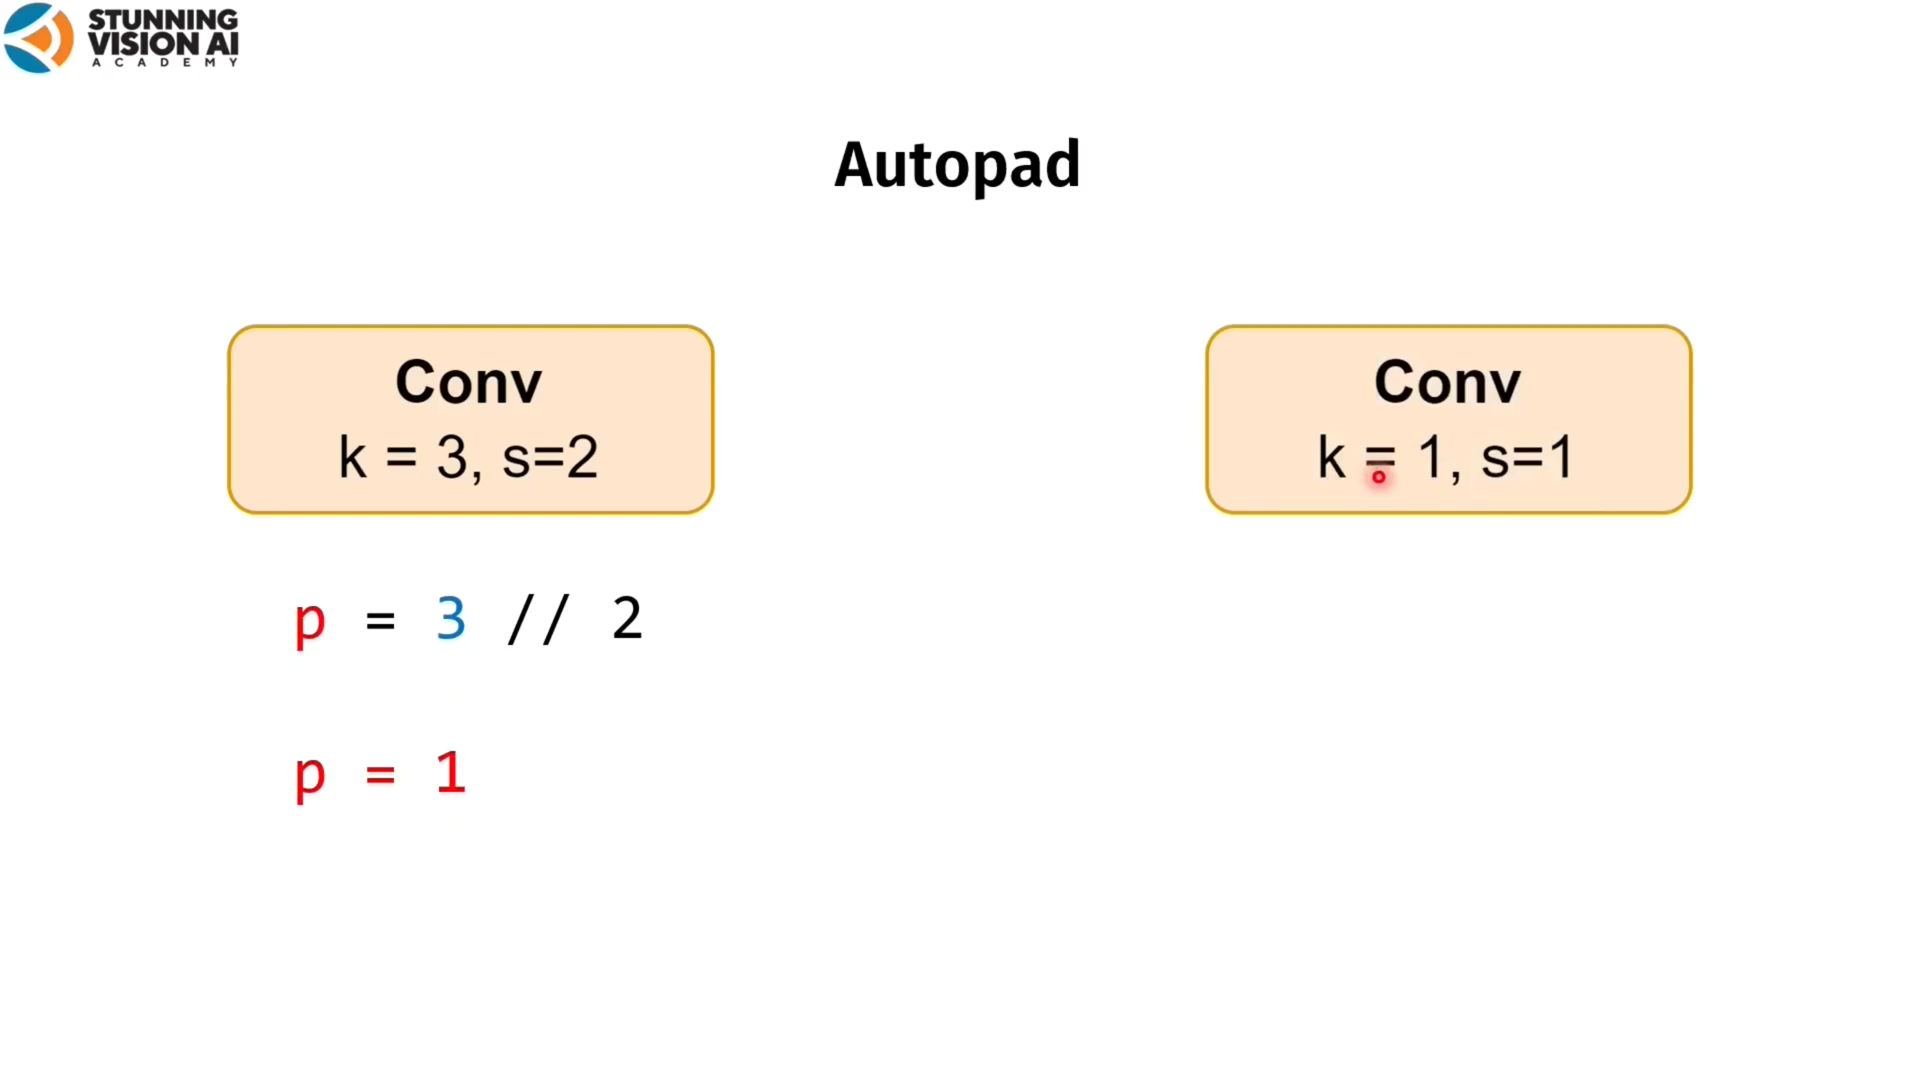 STUNNING
VISION AI
ACADEMY
Autopad
Conv
k = 3, s=2
Conv
k = 1, s=1
p = 3 // 2
p = 1